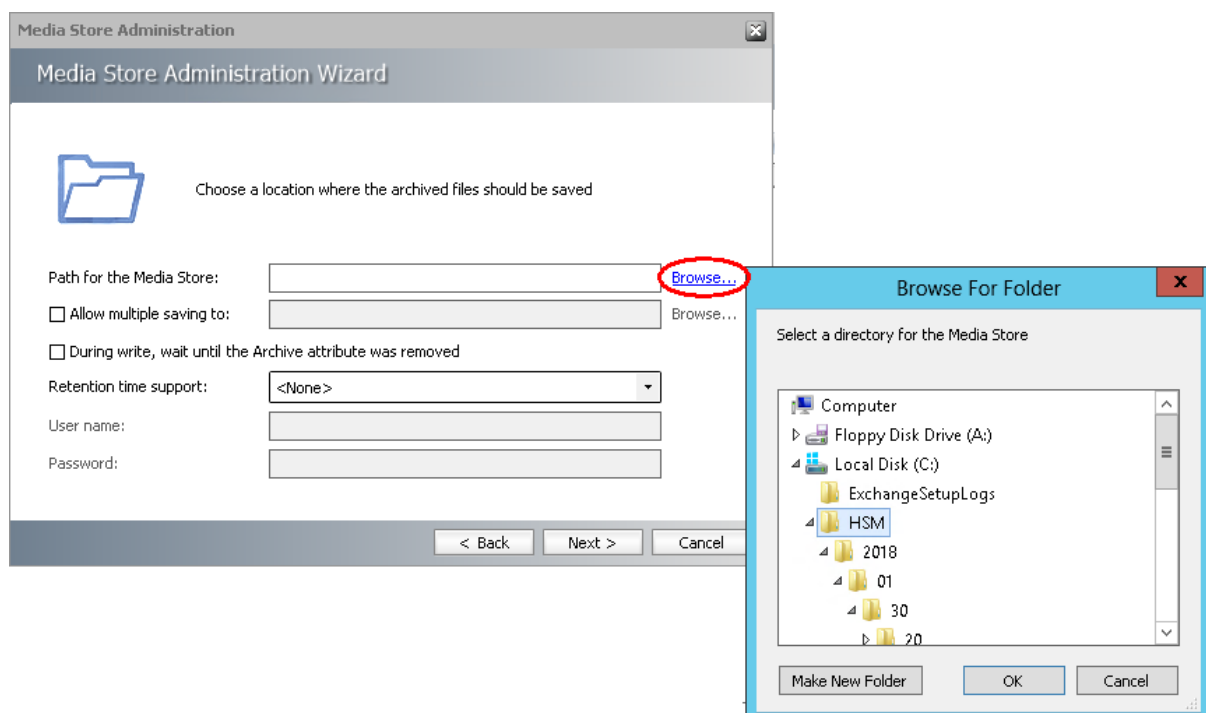 Media Store Administration
Media Store Administration Wizard
Choose a location where the archived files should be saved
Path for the Media Store:
Browse...
Allow multiple saving to:
Browse...
During write, wait until the Archive attribute was removed
Retention time support:
<None>
User name:
Password:
< Back
Next >
Cancel
Browse For Folder
x
Select a directory for the Media Store
Computer
Floppy Disk Drive (A:)
Local Disk (C:)
ExchangeSetupLogs
HSM
2018
01
30
20
Make New Folder
OK
Cancel